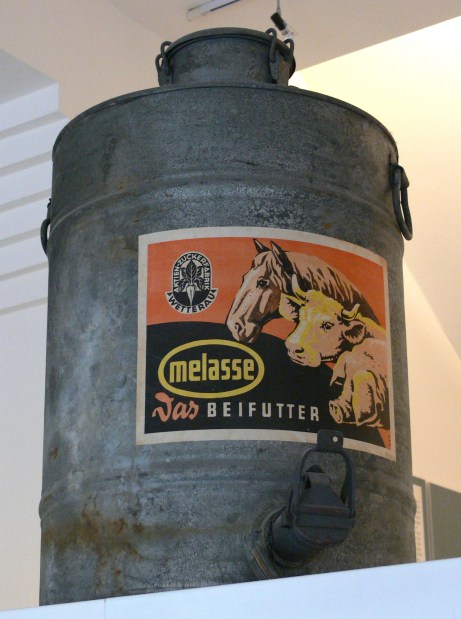 AKTIEN-ZUCKERFABRIK
WETTERAU
melasse
Das BEIFUTTER